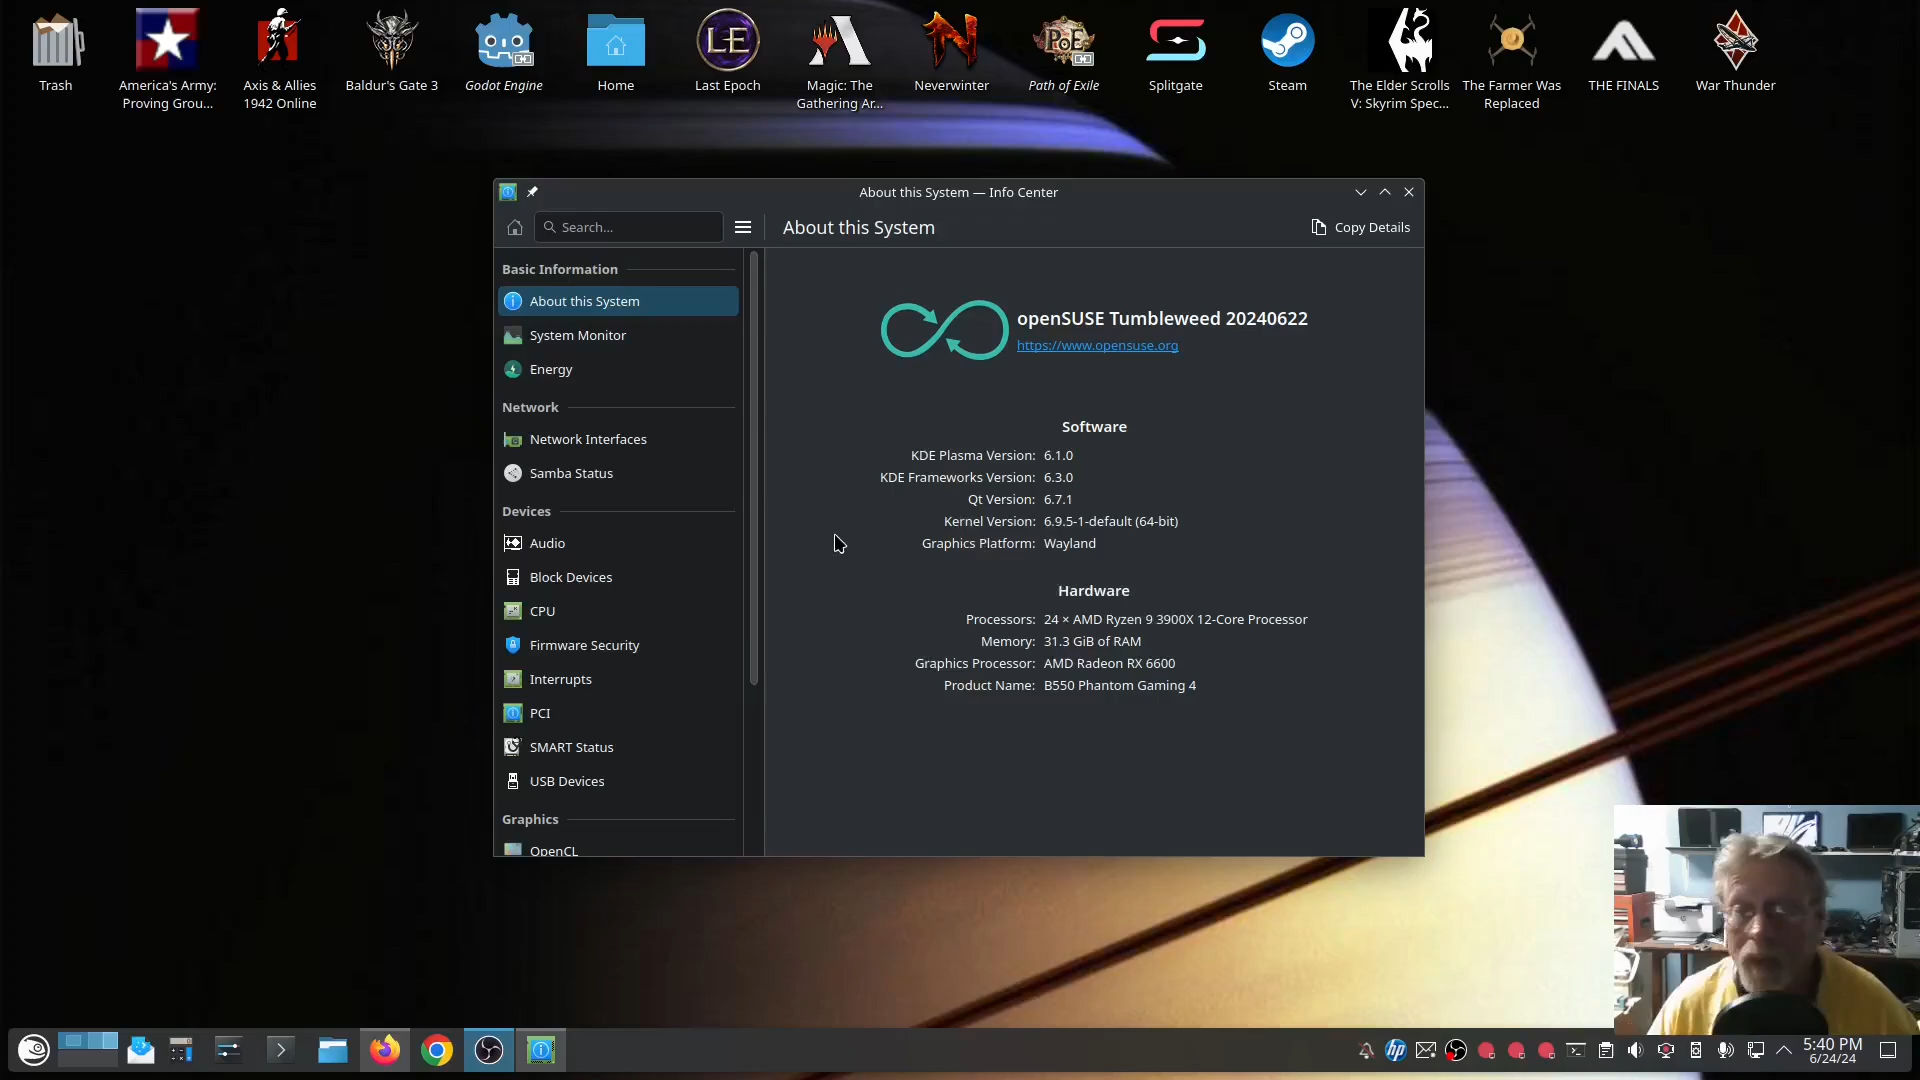 Trash
America's Army:
Proving Grou...
Axis & Allies
1942 Online
Baldur's Gate 3
Godot Engine
Home
LE
Last Epoch
Magic: The
Gathering Ar...
Neverwinter
PoE
Path of Exile
Splitgate
Steam
The Elder Scrolls
V: Skyrim Spec...
The Farmer Was
Replaced
THE FINALS
War Thunder
About this System — Info Center
Search...
About this System
Copy Details
Basic Information
About this System
System Monitor
Energy
Network
Network Interfaces
Samba Status
Devices
Audio
Block Devices
CPU
Firmware Security
Interrupts
PCI
SMART Status
USB Devices
Graphics
OpenCL
openSUSE Tumbleweed 20240622
https://www.opensuse.org
Software
KDE Plasma Version: 6.1.0
KDE Frameworks Version: 6.3.0
Qt Version: 6.7.1
Kernel Version: 6.9.5-1-default (64-bit)
Graphics Platform: Wayland
Hardware
Processors: 24 × AMD Ryzen 9 3900X 12-Core Processor
Memory: 31.3 GiB of RAM
Graphics Processor: AMD Radeon RX 6600
Product Name: B550 Phantom Gaming 4
hp
5:40 PM
6/24/24